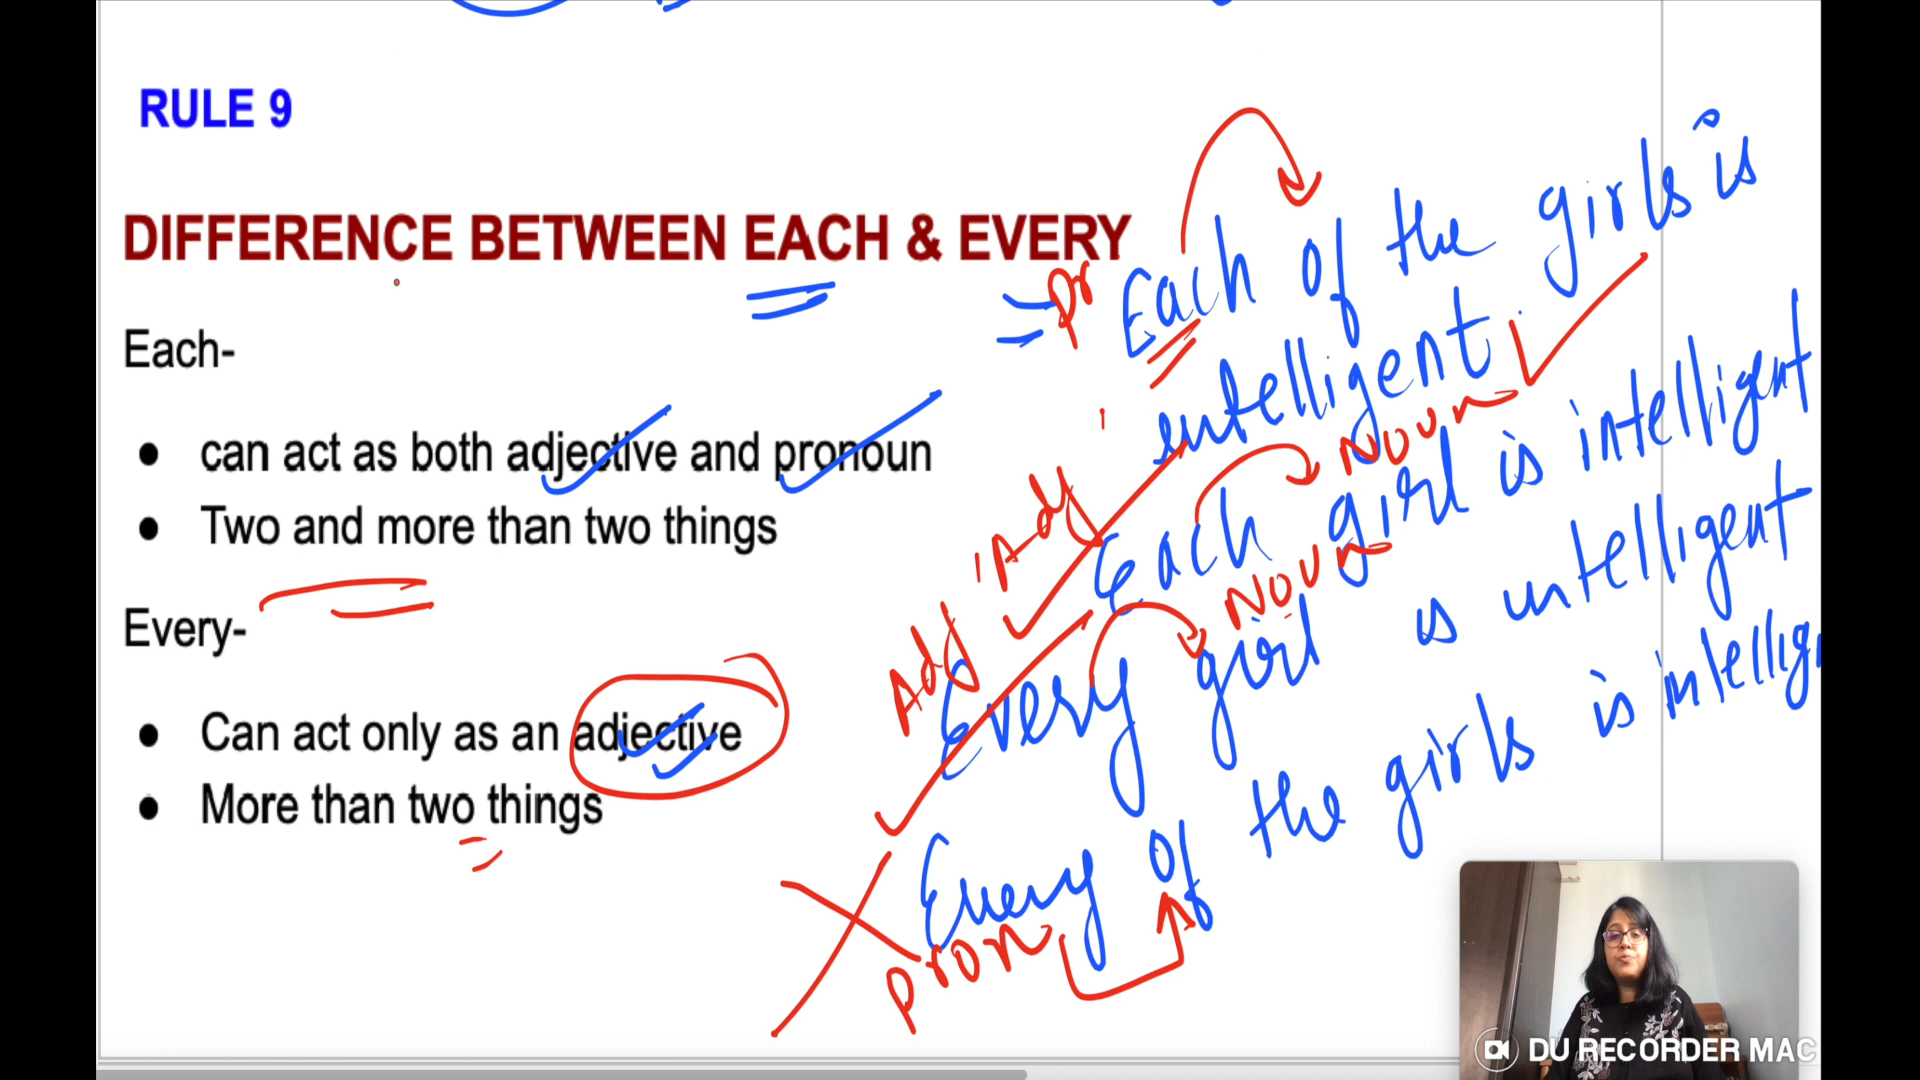 RULE 9
DIFFERENCE BETWEEN EACH & EVERY
Each-
● can act as both adjective and pronoun
● Two and more than two things
Every-
● Can act only as an adjective
● More than two things
pr Each of the girls is
intelligent.
Noun
Adj Each girl is intelligent
Noun
Adj Every girl is intelligent
Every of the girls is intellige
pron
DU RECORDER MAC